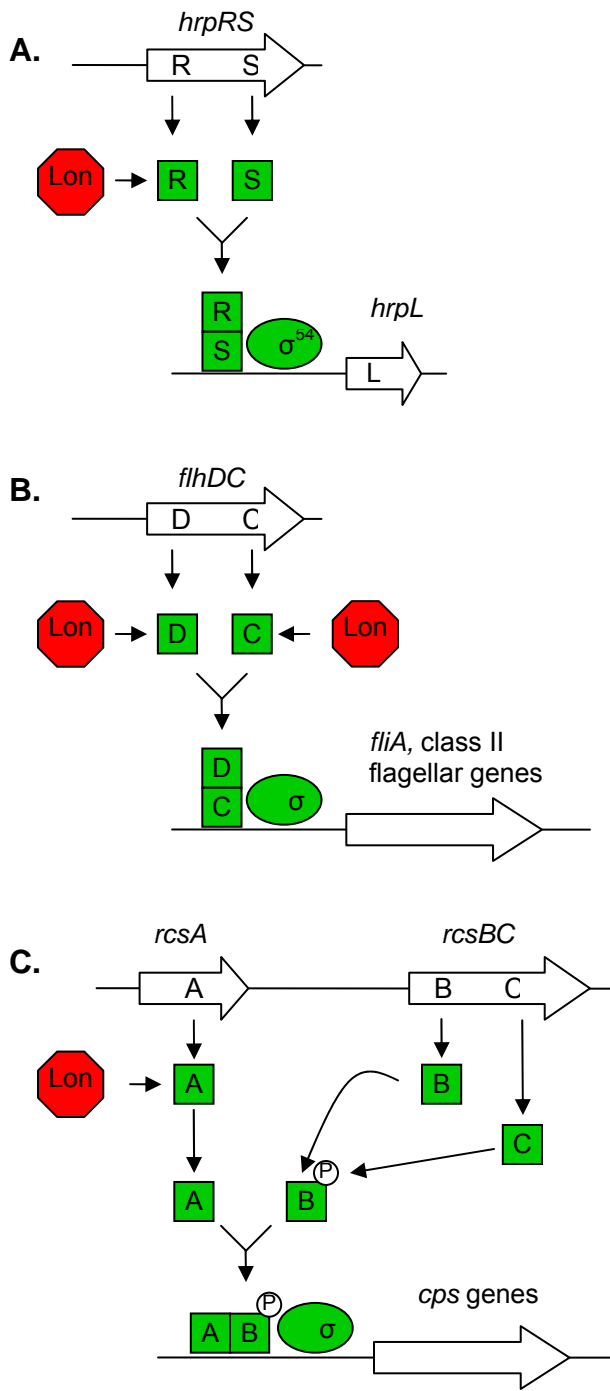 hrpRS
A.
R S
Lon
R S
R
S
σ54
hrpL
L
B.
flhDC
D C
Lon
D C
Lon
D
C
σ
fliA, class II
flagellar genes
C.
rcsA
rcsBC
A
B C
Lon
A
B
C
A
B
P
A B
P
σ
cps genes